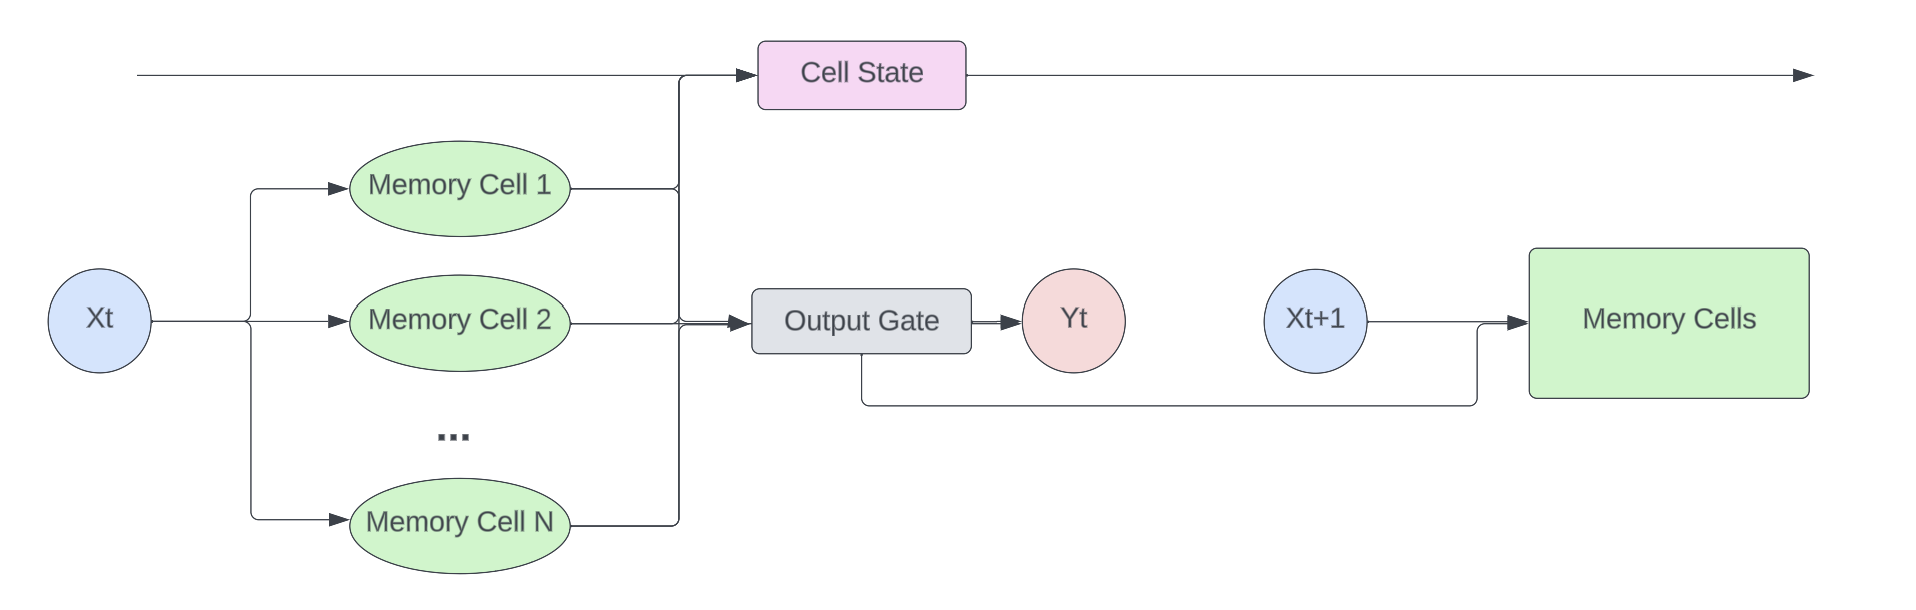 Cell State
Memory Cell 1
Xt
Memory Cell 2
Output Gate
Yt
Xt+1
Memory Cells
...
Memory Cell N